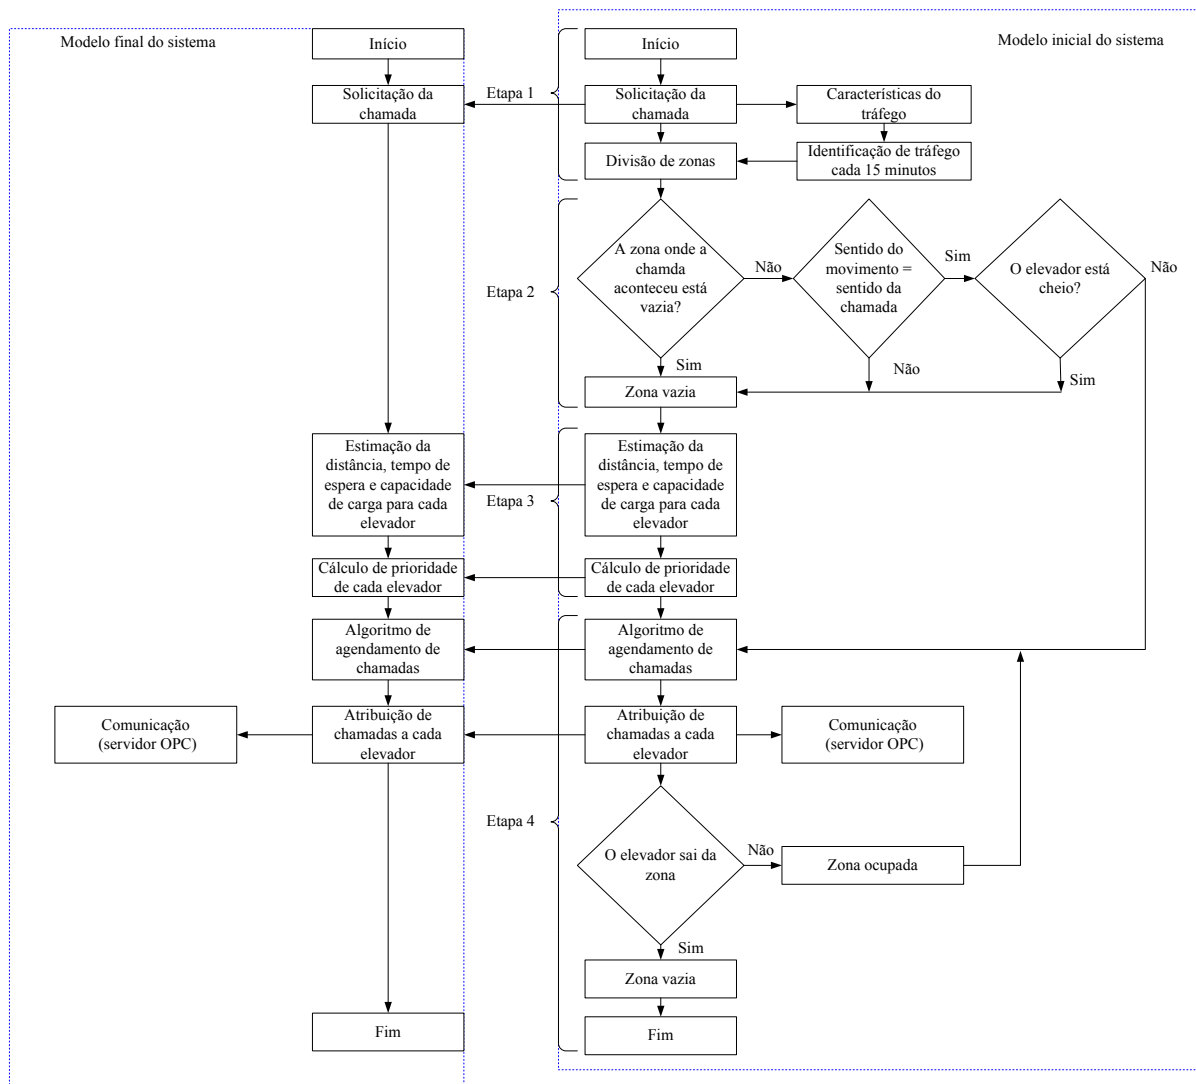 Modelo final do sistema
Início
Solicitação da
chamada
Estimação da
distância, tempo de
espera e capacidade
de carga para cada
elevador
Cálculo de prioridade
de cada elevador
Algoritmo de
agendamento de
chamadas
Atribuição de
chamadas a cada
elevador
Comunicação
(servidor OPC)
Fim
Modelo inicial do sistema
Etapa 1
Início
Solicitação da
chamada
Características do
tráfego
Identificação de tráfego
cada 15 minutos
Divisão de zonas
Etapa 2
A zona onde a
chamda
aconteceu está
vazia?
Não
Sentido do
movimento =
sentido da
chamada
Sim
O elevador está
cheio?
Não
Sim
Não
Sim
Zona vazia
Etapa 3
Estimação da
distância, tempo de
espera e capacidade
de carga para cada
elevador
Cálculo de prioridade
de cada elevador
Etapa 4
Algoritmo de
agendamento de
chamadas
Atribuição de
chamadas a cada
elevador
Comunicação
(servidor OPC)
O elevador sai da
zona
Não
Zona ocupada
Sim
Zona vazia
Fim